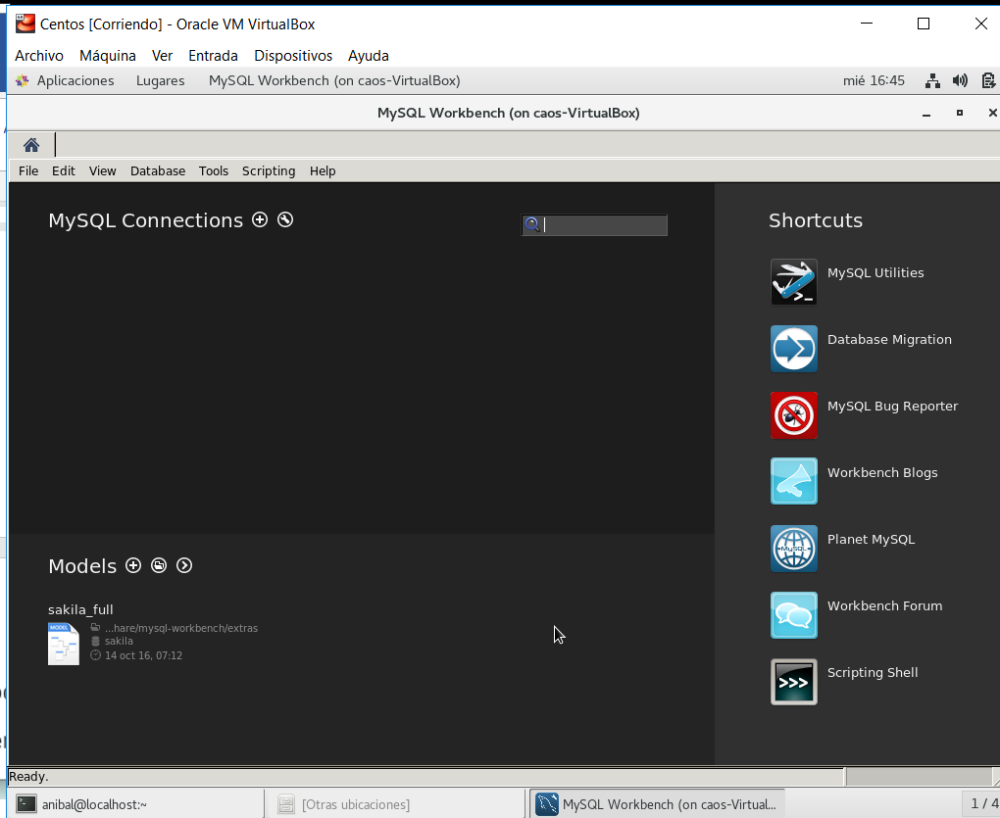 Centos [Corriendo] - Oracle VM VirtualBox
Archivo Máquina Ver Entrada Dispositivos Ayuda
Aplicaciones Lugares MySQL Workbench (on caos-VirtualBox) mié 16:45
MySQL Workbench (on caos-VirtualBox)
File Edit View Database Tools Scripting Help
MySQL Connections
Shortcuts
MySQL Utilities
>_
Database Migration
MySQL Bug Reporter
Workbench Blogs
Planet MySQL
MySQL
Workbench Forum
Scripting Shell
>>>
Models
sakila_full
MODEL
...hare/mysql-workbench/extras
sakila
14 oct 16, 07:12
Ready.
anibal@localhost:~ [Otras ubicaciones] MySQL Workbench (on caos-Virtual... 1 / 4